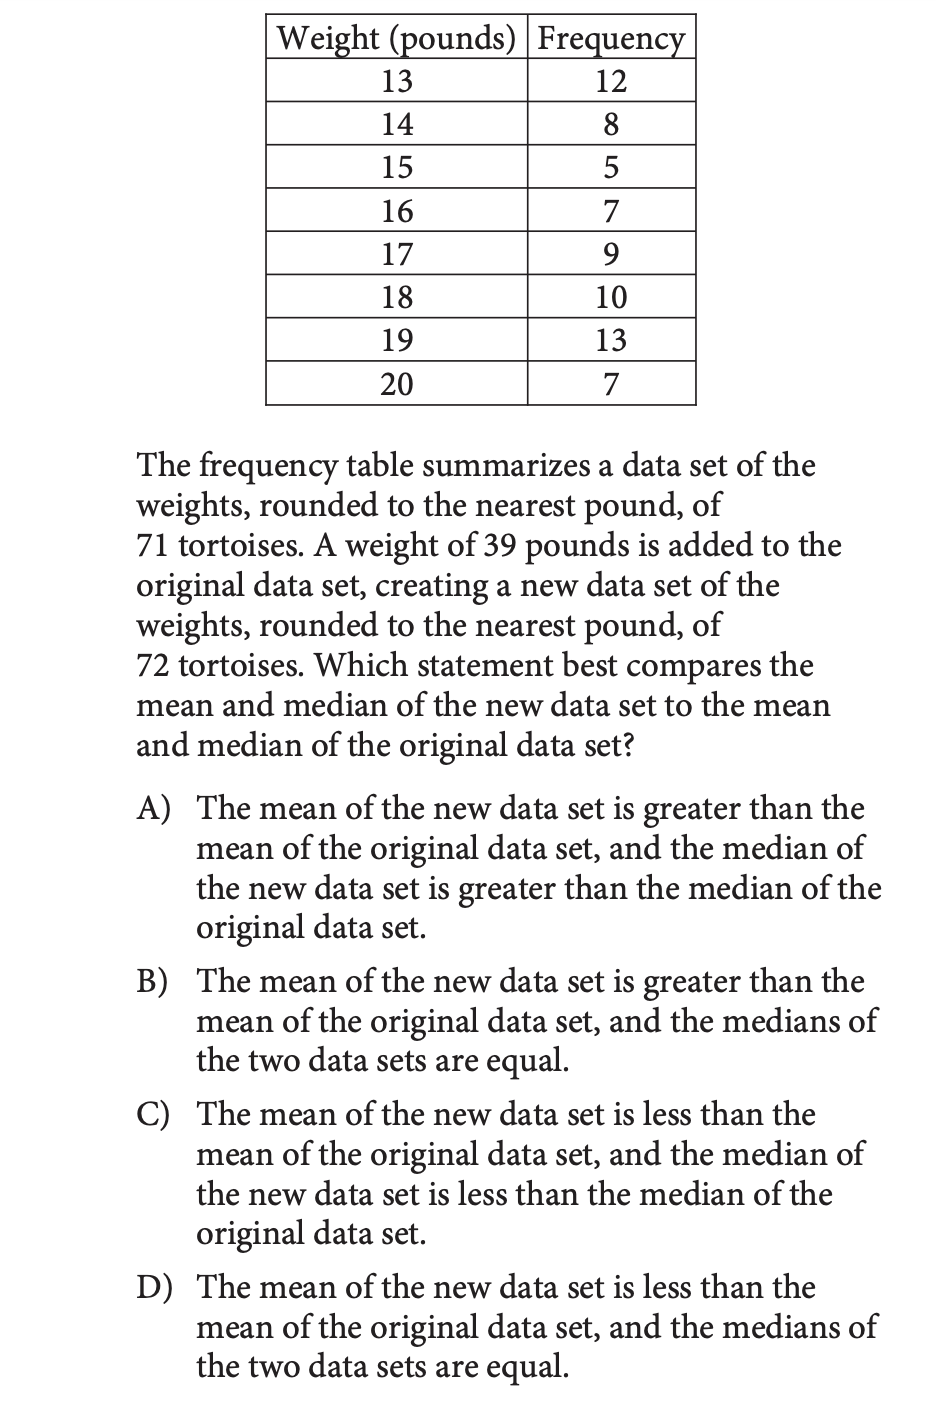 Weight (pounds) Frequency
13 12
14 8
15 5
16 7
17 9
18 10
19 13
20 7
The frequency table summarizes a data set of the
weights, rounded to the nearest pound, of
71 tortoises. A weight of 39 pounds is added to the
original data set, creating a new data set of the
weights, rounded to the nearest pound, of
72 tortoises. Which statement best compares the
mean and median of the new data set to the mean
and median of the original data set?
A) The mean of the new data set is greater than the
mean of the original data set, and the median of
the new data set is greater than the median of the
original data set.
B) The mean of the new data set is greater than the
mean of the original data set, and the medians of
the two data sets are equal.
C) The mean of the new data set is less than the
mean of the original data set, and the median of
the new data set is less than the median of the
original data set.
D) The mean of the new data set is less than the
mean of the original data set, and the medians of
the two data sets are equal.